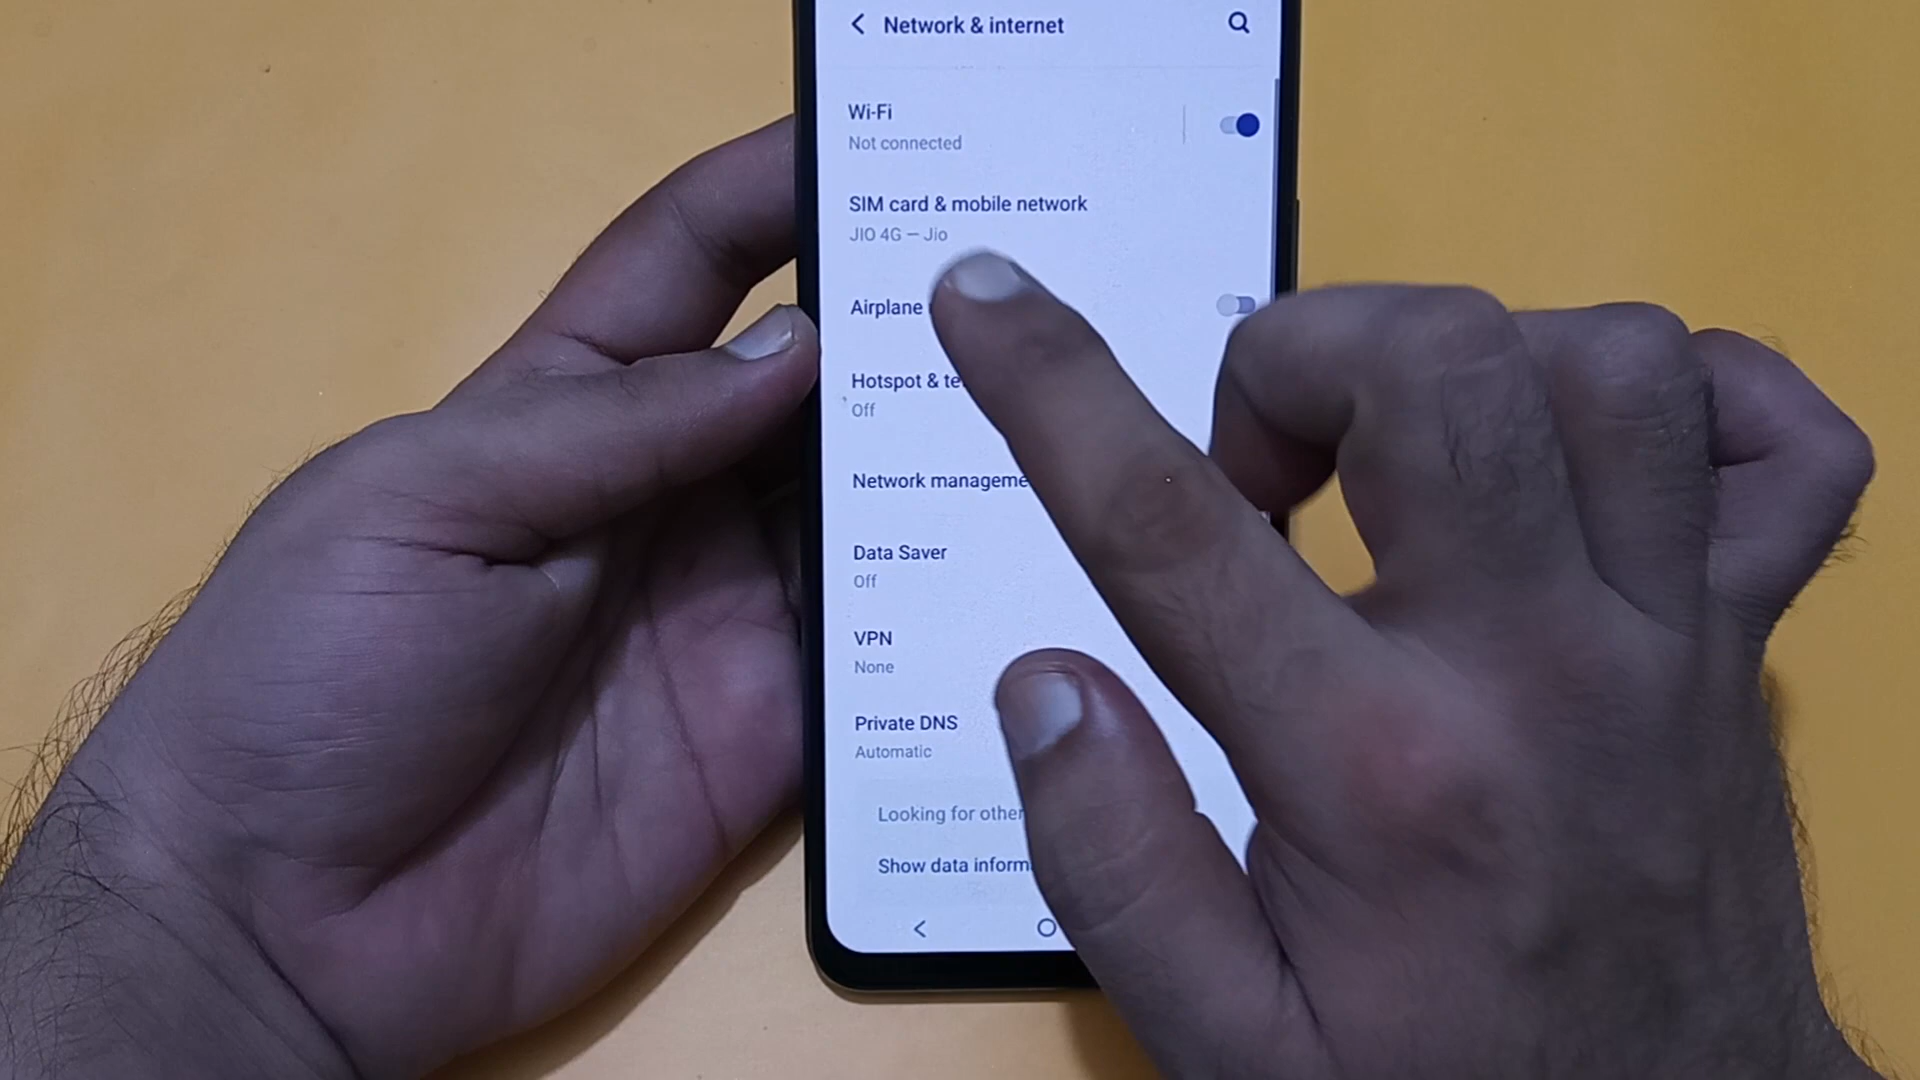 Network & internet
Wi-Fi
Not connected
SIM card & mobile network
JIO 4G — Jio
Airplane
Hotspot & te
Off
Network manageme
Data Saver
Off
VPN
None
Private DNS
Automatic
Looking for other
Show data inform